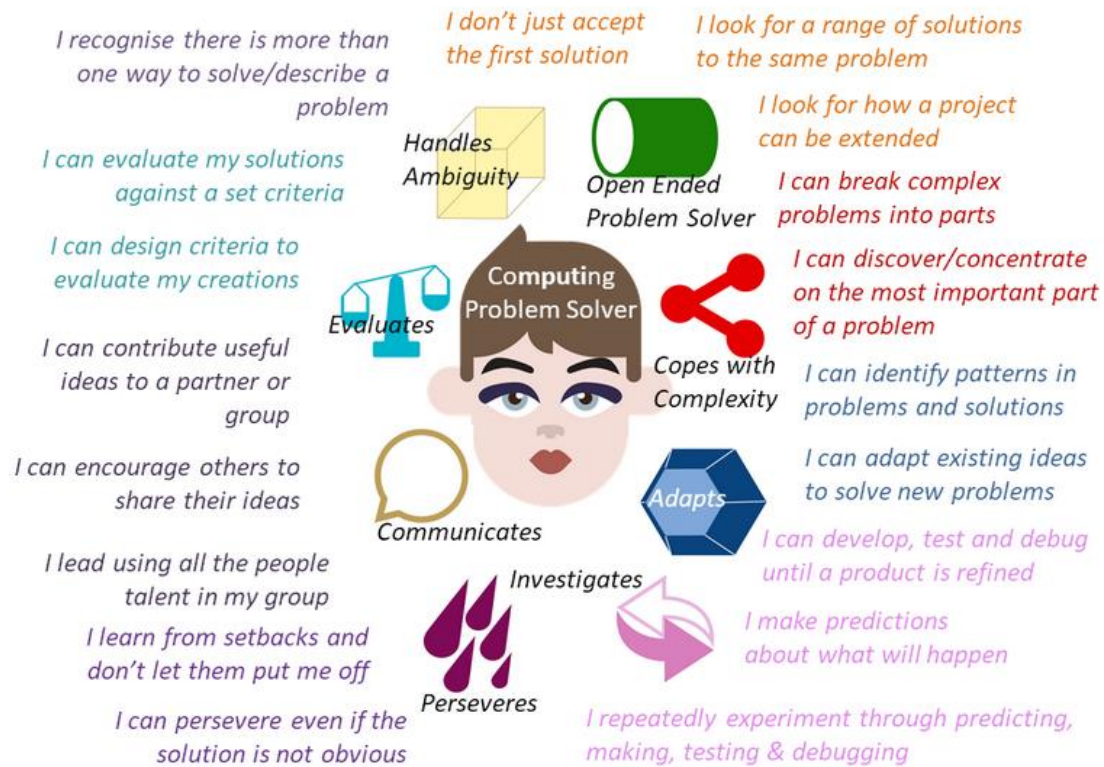 I recognise there is more than
one way to solve/describe a
problem
I don't just accept
the first solution
I look for a range of solutions
to the same problem
I look for how a project
can be extended
Handles
Ambiguity
Open Ended
Problem Solver
I can evaluate my solutions
against a set criteria
I can break complex
problems into parts
I can design criteria to
evaluate my creations
Evaluates
Computing
Problem Solver
I can discover/concentrate
on the most important part
of a problem
Copes with
Complexity
I can contribute useful
ideas to a partner or
group
I can identify patterns in
problems and solutions
I can encourage others to
share their ideas
Communicates
Adapts
I can adapt existing ideas
to solve new problems
I lead using all the people
talent in my group
Investigates
I can develop, test and debug
until a product is refined
I make predictions
about what will happen
I learn from setbacks and
don't let them put me off
Perseveres
I can persevere even if the
solution is not obvious
I repeatedly experiment through predicting,
making, testing & debugging